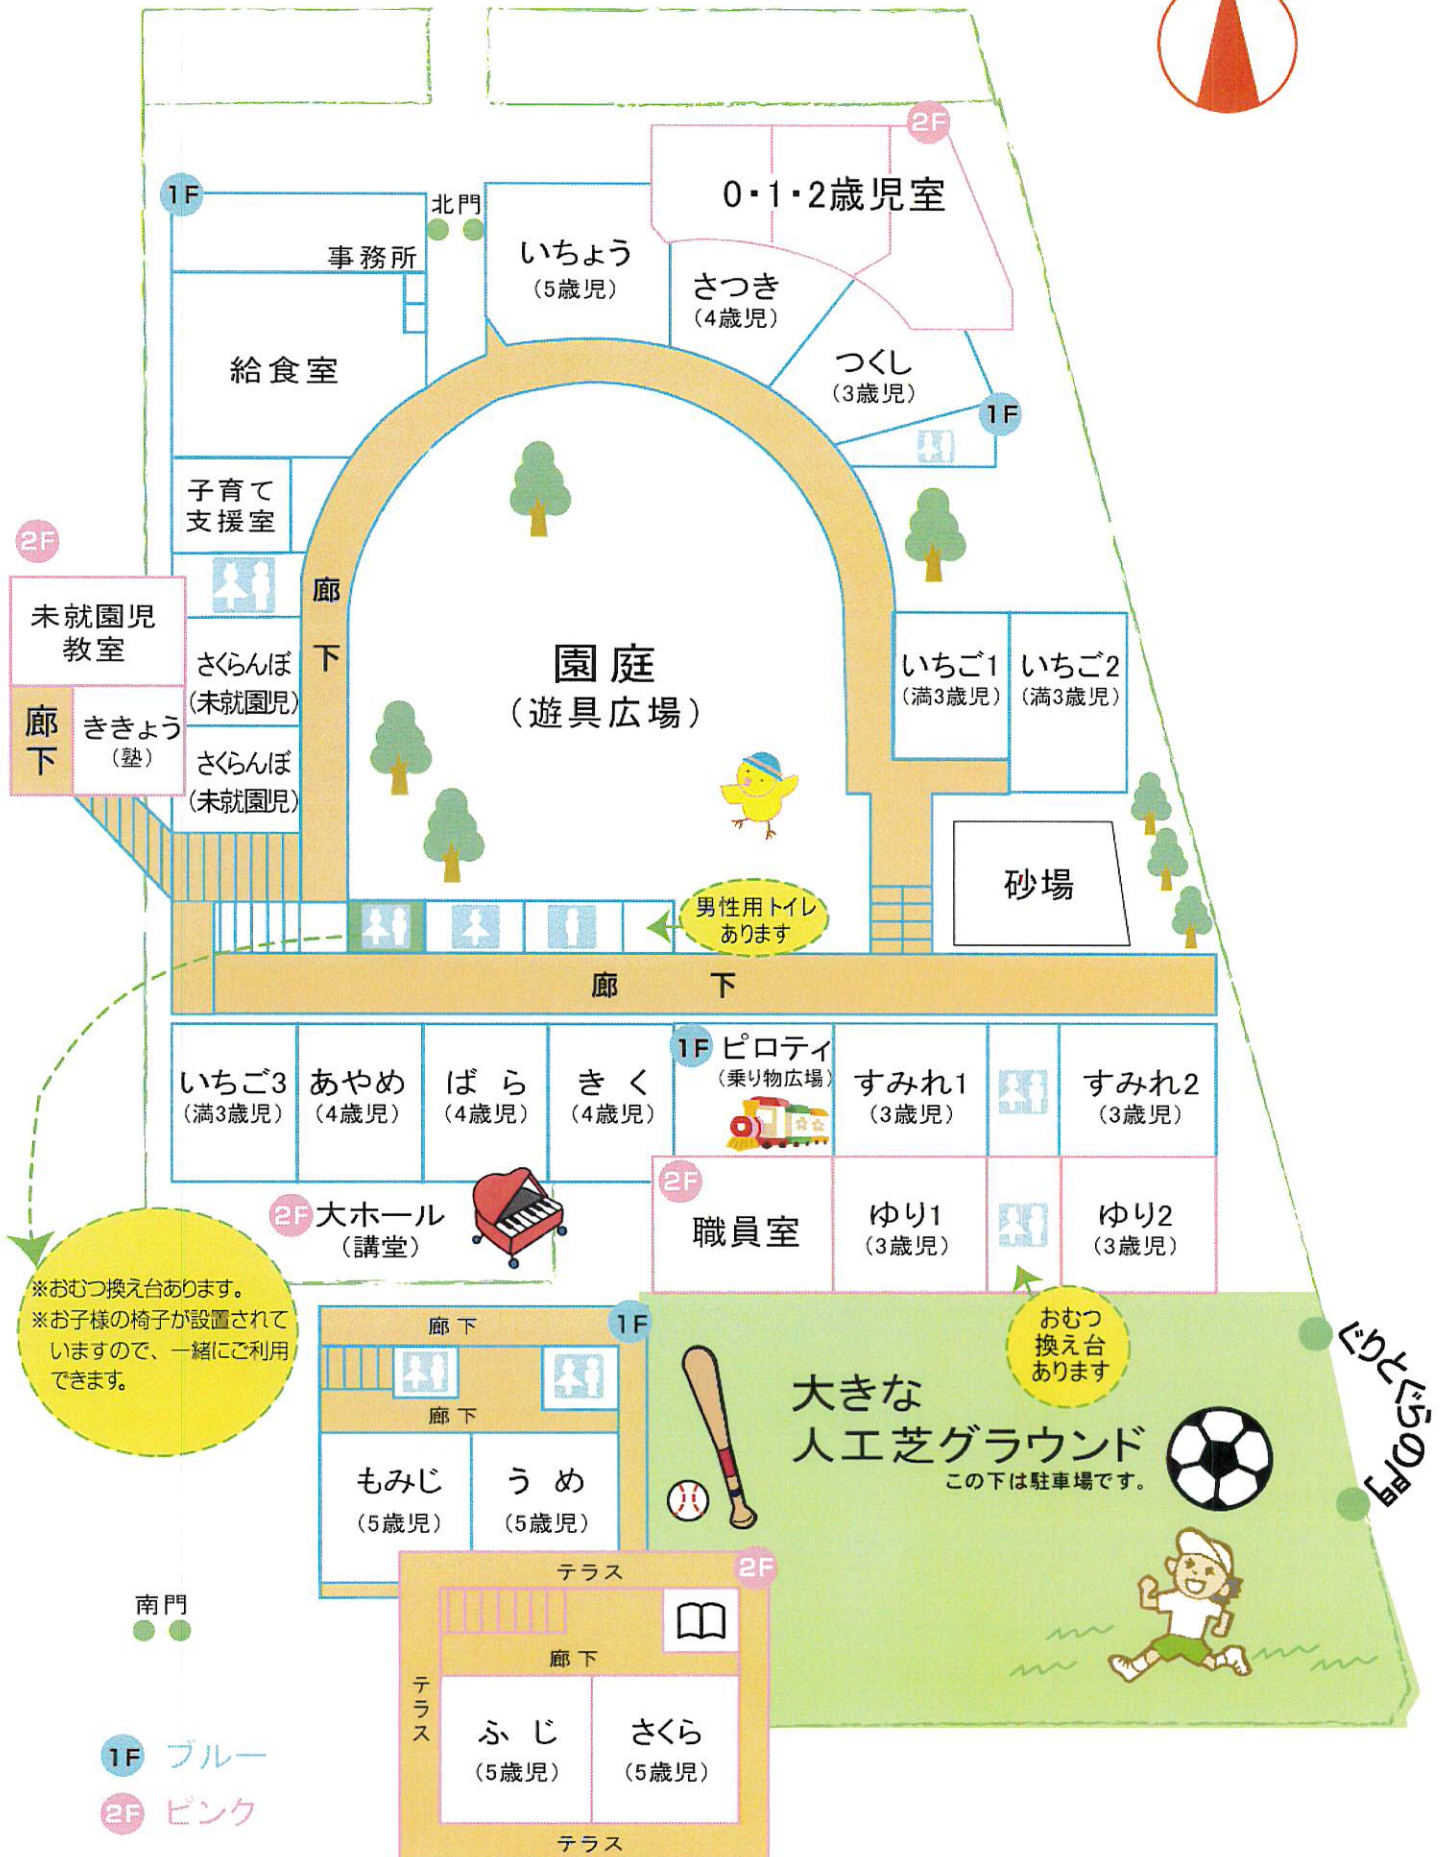 2F
0・1・2歳児室
1F
北門
事務所
いちょう
(5歳児)
さつき
(4歳児)
つくし
(3歳児)
1F
給食室
子育て
支援室
2F
未就園児
教室
廊下
ききょう
(塾)
さくらんぼ
(未就園児)
さくらんぼ
(未就園児)
廊下
園庭
(遊具広場)
いちご1
(満3歳児)
いちご2
(満3歳児)
砂場
男性用トイレ
あります
廊下
いちご3
(満3歳児)
あやめ
(4歳児)
ばら
(4歳児)
きく
(4歳児)
1F ピロティ
(乗り物広場)
すみれ1
(3歳児)
すみれ2
(3歳児)
2F 大ホール
(講堂)
2F
職員室
ゆり1
(3歳児)
ゆり2
(3歳児)
※おむつ換え台あります。
※お子様の椅子が設置されて
いますので、一緒にご利用
できます。
おむつ
換え台
あります
廊下
1F
廊下
もみじ
(5歳児)
うめ
(5歳児)
大きな
人工芝グラウンド
この下は駐車場です。
ぐりとぐらの門
南門
テラス
2F
廊下
テラス
ふじ
(5歳児)
さくら
(5歳児)
テラス
1F ブルー
2F ピンク